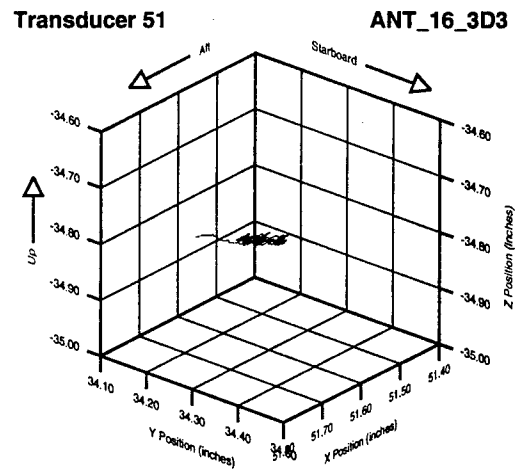 Transducer 51 ANT_16_3D3
Aft Starboard
-34.60 -34.60
-34.70 -34.70
-34.80 -34.80
Up Z Position (inches)
-34.90 -34.90
-35.00 -35.00
34.10 51.40
34.20 51.50
34.30 51.60
34.40 51.70
Y Position (inches) X Position (inches)